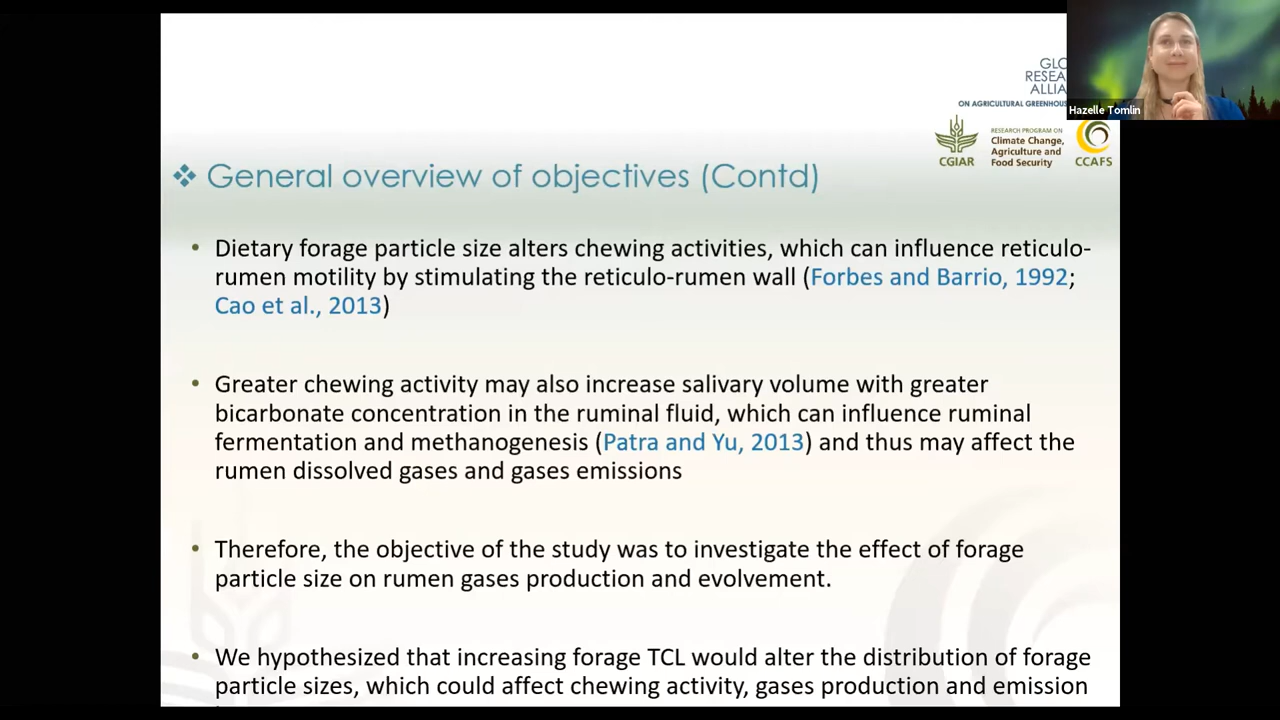 GLO
RESEA
ALLIA
ON AGRICULTURAL GREENHOUS
Hazelle Tomlin
CGIAR
RESEARCH PROGRAM ON
Climate Change,
Agriculture and
Food Security
CCAFS
❖ General overview of objectives (Contd)
• Dietary forage particle size alters chewing activities, which can influence reticulo-
rumen motility by stimulating the reticulo-rumen wall (Forbes and Barrio, 1992;
Cao et al., 2013)
• Greater chewing activity may also increase salivary volume with greater
bicarbonate concentration in the ruminal fluid, which can influence ruminal
fermentation and methanogenesis (Patra and Yu, 2013) and thus may affect the
rumen dissolved gases and gases emissions
• Therefore, the objective of the study was to investigate the effect of forage
particle size on rumen gases production and evolvement.
• We hypothesized that increasing forage TCL would alter the distribution of forage
particle sizes, which could affect chewing activity, gases production and emission